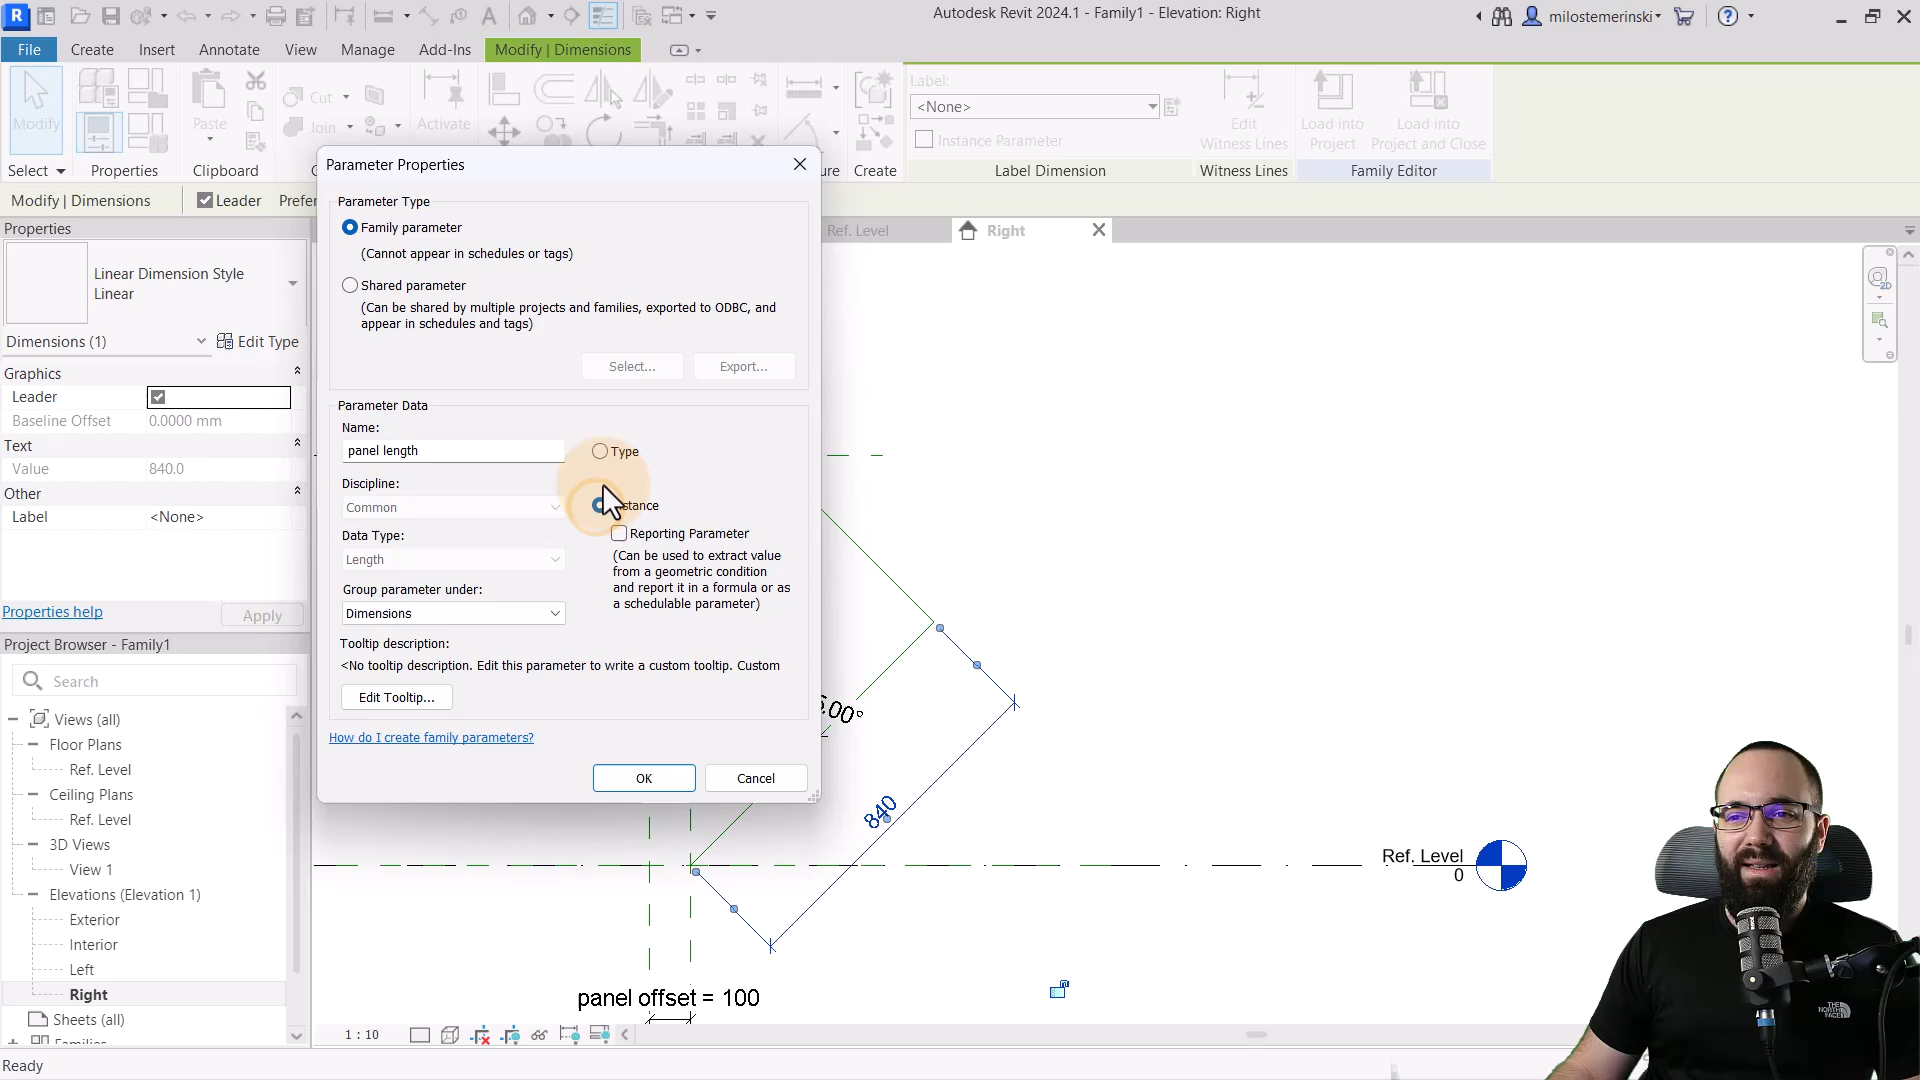 Autodesk Revit 2024.1 - Family1 - Elevation: Right
milostemerinski
File
Create
Insert
Annotate
View
Manage
Add-Ins
Modify | Dimensions
Modify
Paste
Cut
Join
Activate
Label:
<None>
Instance Parameter
Edit
Witness Lines
Load into
Project
Load into
Project and Close
Select
Properties
Clipboard
Create
Label Dimension
Witness Lines
Family Editor
Modify | Dimensions
Leader
Properties
Linear Dimension Style
Linear
Dimensions (1)
Edit Type
Graphics
Leader
Baseline Offset
0.0000 mm
Text
Value
840.0
Other
Label
<None>
Properties help
Apply
Project Browser - Family1
Search
Views (all)
Floor Plans
Ref. Level
Ceiling Plans
Ref. Level
3D Views
View 1
Elevations (Elevation 1)
Exterior
Interior
Left
Right
Sheets (all)
Families
Ready
Parameter Properties
Parameter Type
Family parameter
(Cannot appear in schedules or tags)
Shared parameter
(Can be shared by multiple projects and families, exported to ODBC, and
appear in schedules and tags)
Select...
Export...
Parameter Data
Name:
panel length
Type
Discipline:
Common
Data Type:
Length
Reporting Parameter
(Can be used to extract value
from a geometric condition
and report it in a formula or as
a schedulable parameter)
Group parameter under:
Dimensions
Tooltip description:
<No tooltip description. Edit this parameter to write a custom tooltip. Custom
Edit Tooltip...
How do I create family parameters?
OK
Cancel
Ref. Level
Right
.00°
840
Ref. Level
0
panel offset = 100
1 : 10
2D
THE
NORTH
FACE